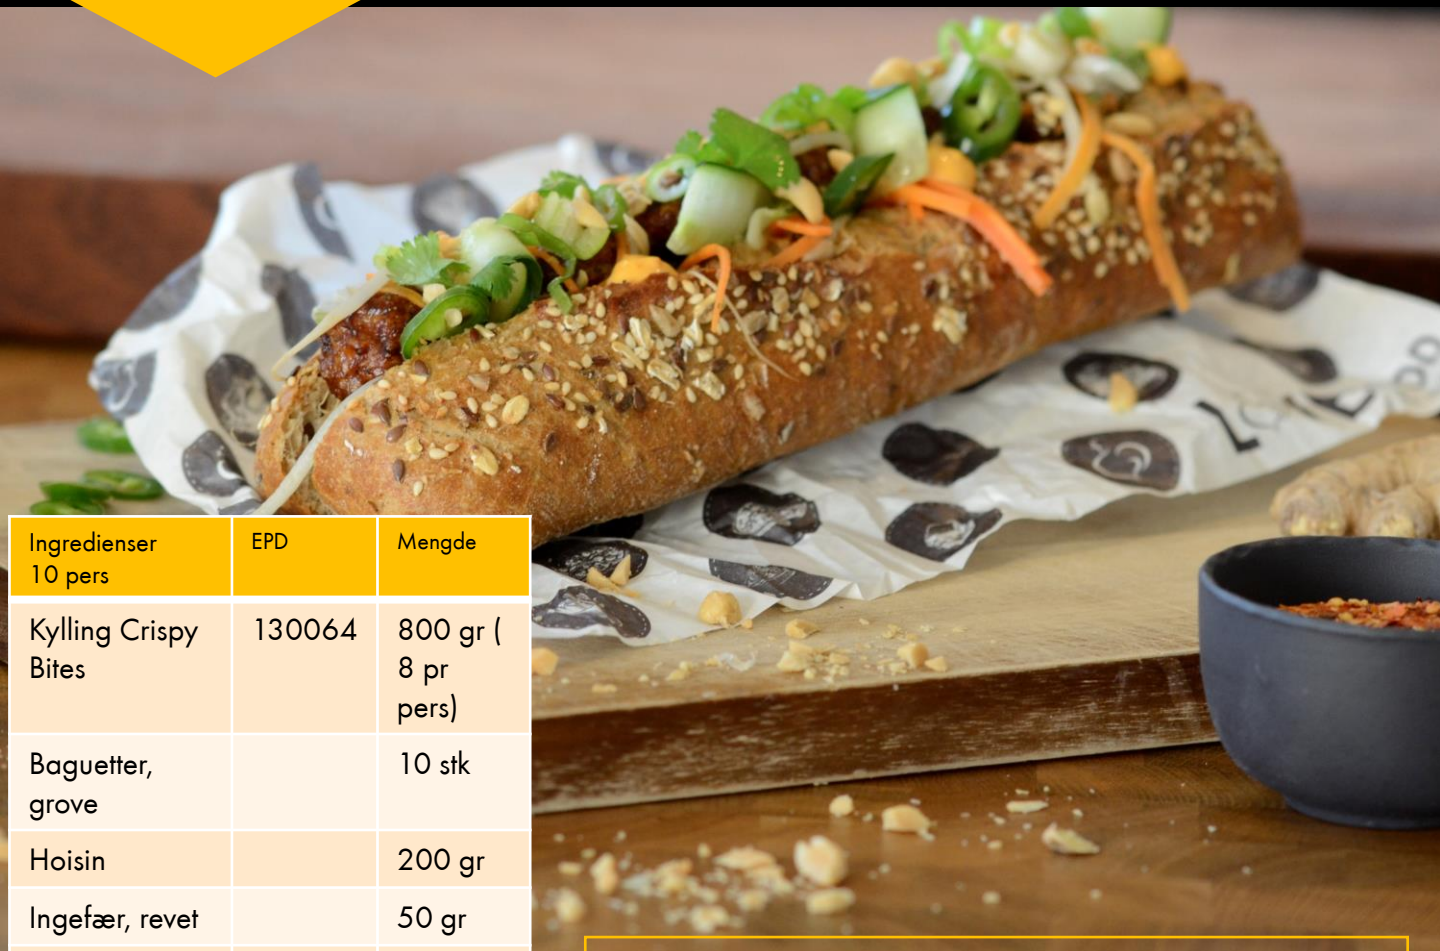 Ingredienser
10 pers
EPD
Mengde
Kylling Crispy
Bites
130064
800 gr (
8 pr
pers)
Baguetter,
grove
10 stk
Hoisin
200 gr
Ingefær, revet
50 gr